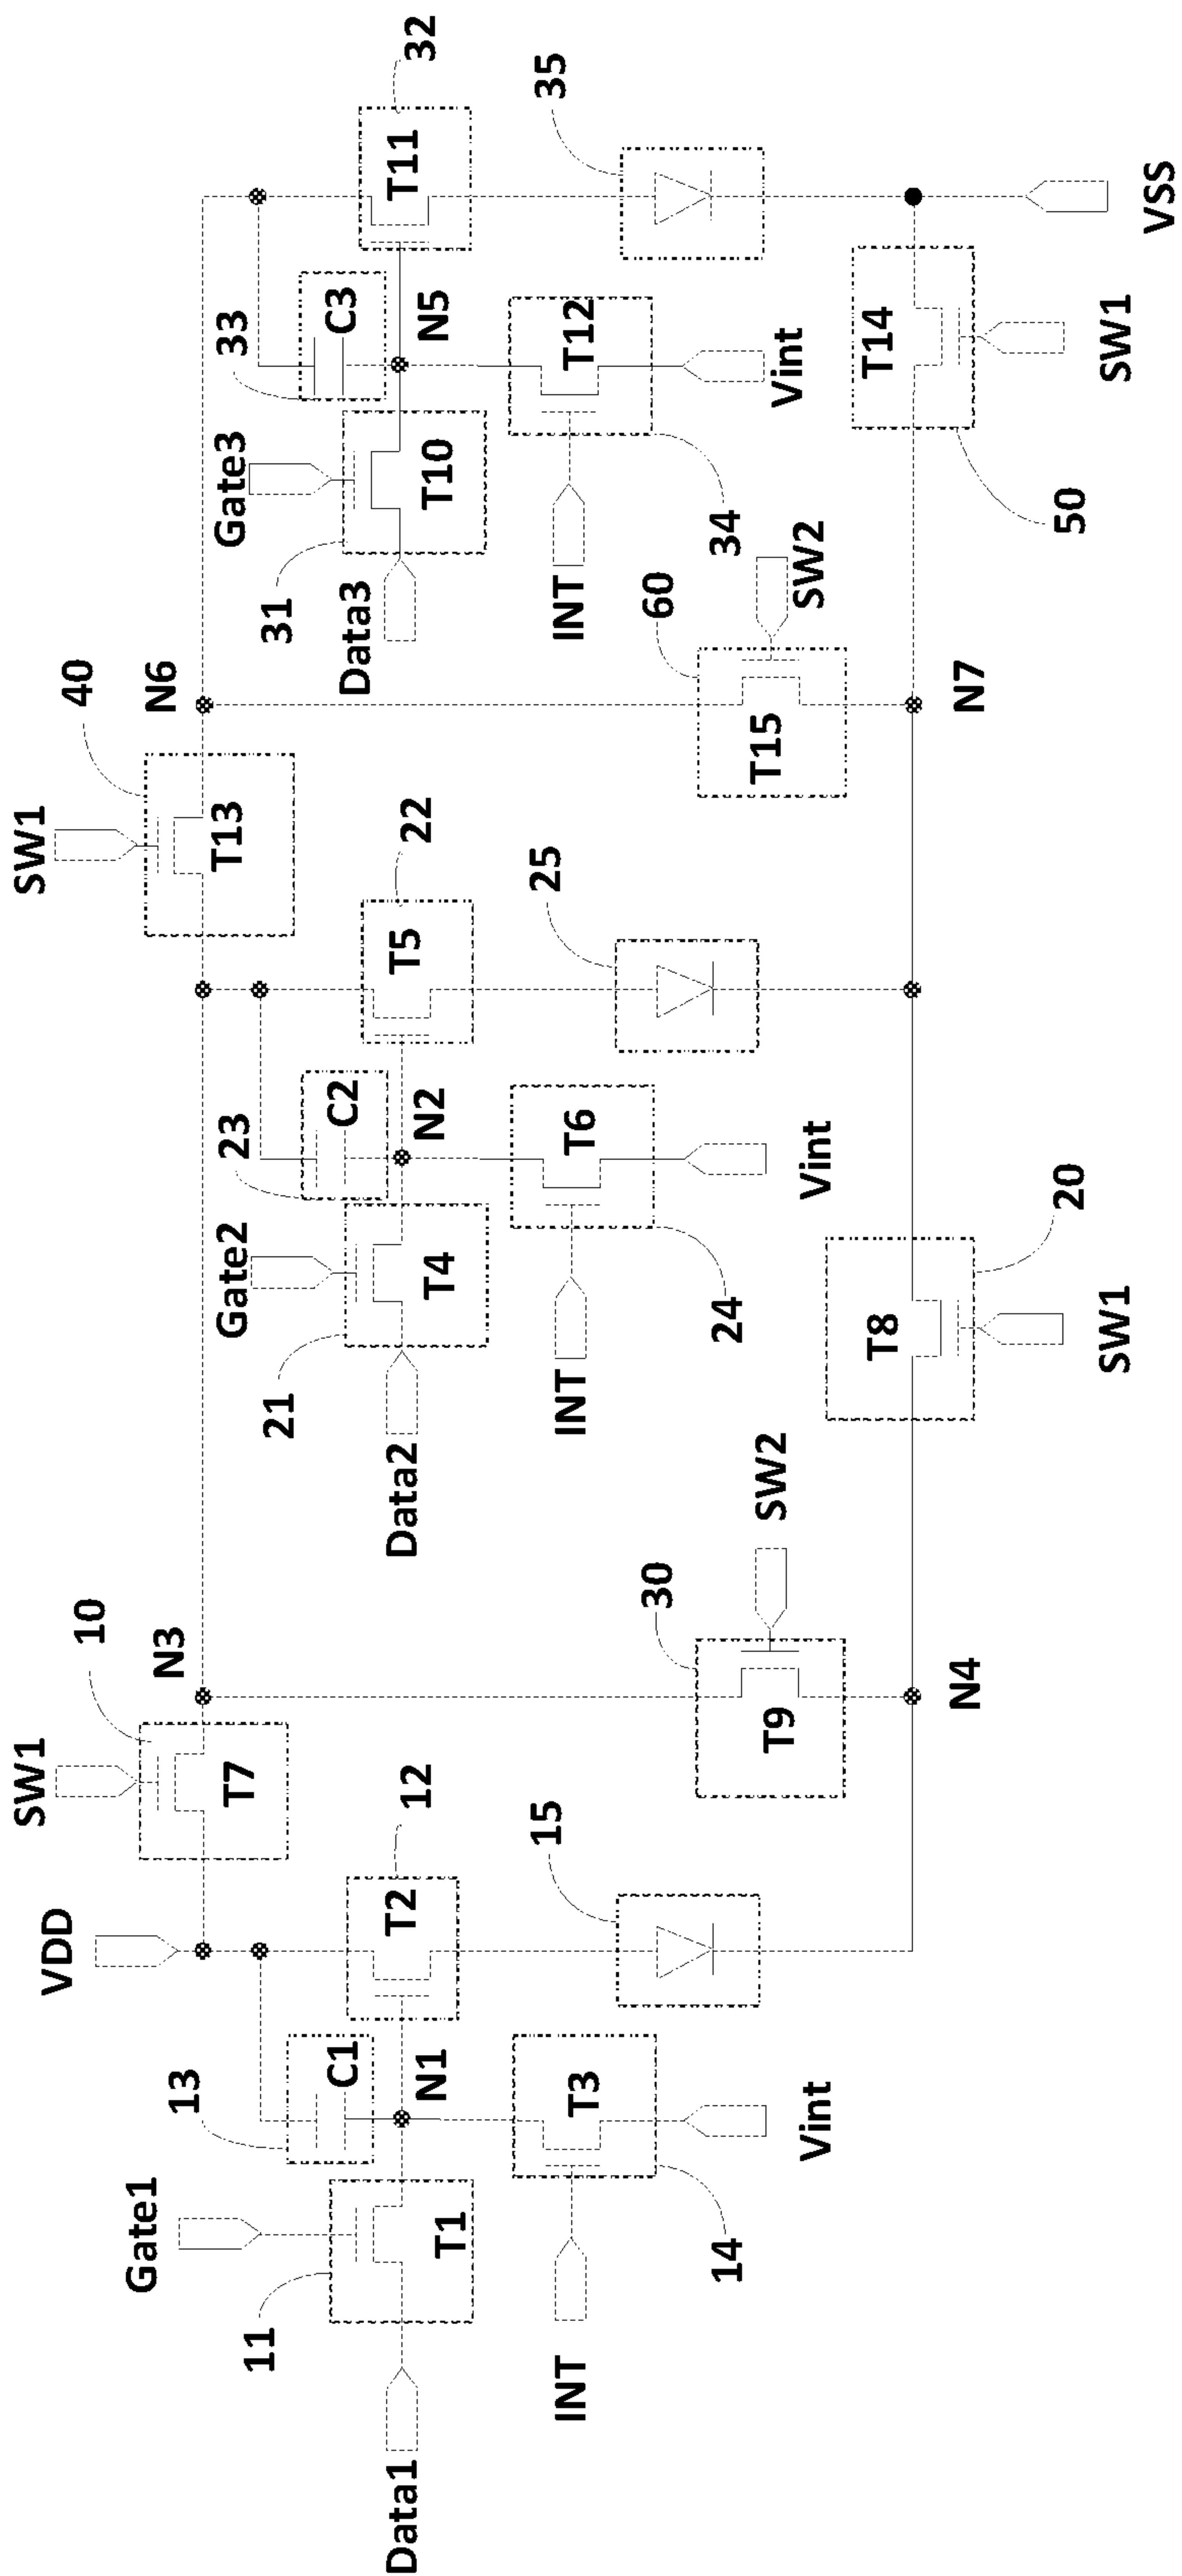 VDD
SW1
10
N3
SW1
40
N6
Gate1
13
C1
T7
Gate2
23
C2
T13
Gate3
33
C3
11
T1
N1
T2
12
21
T4
N2
T5
22
31
T10
N5
T11
32
Data1
Data2
Data3
INT
T3
14
Vint
15
30
T9
SW2
N4
INT
T6
24
Vint
25
60
T15
SW2
N7
INT
T12
34
Vint
35
T8
20
SW1
T14
50
SW1
VSS